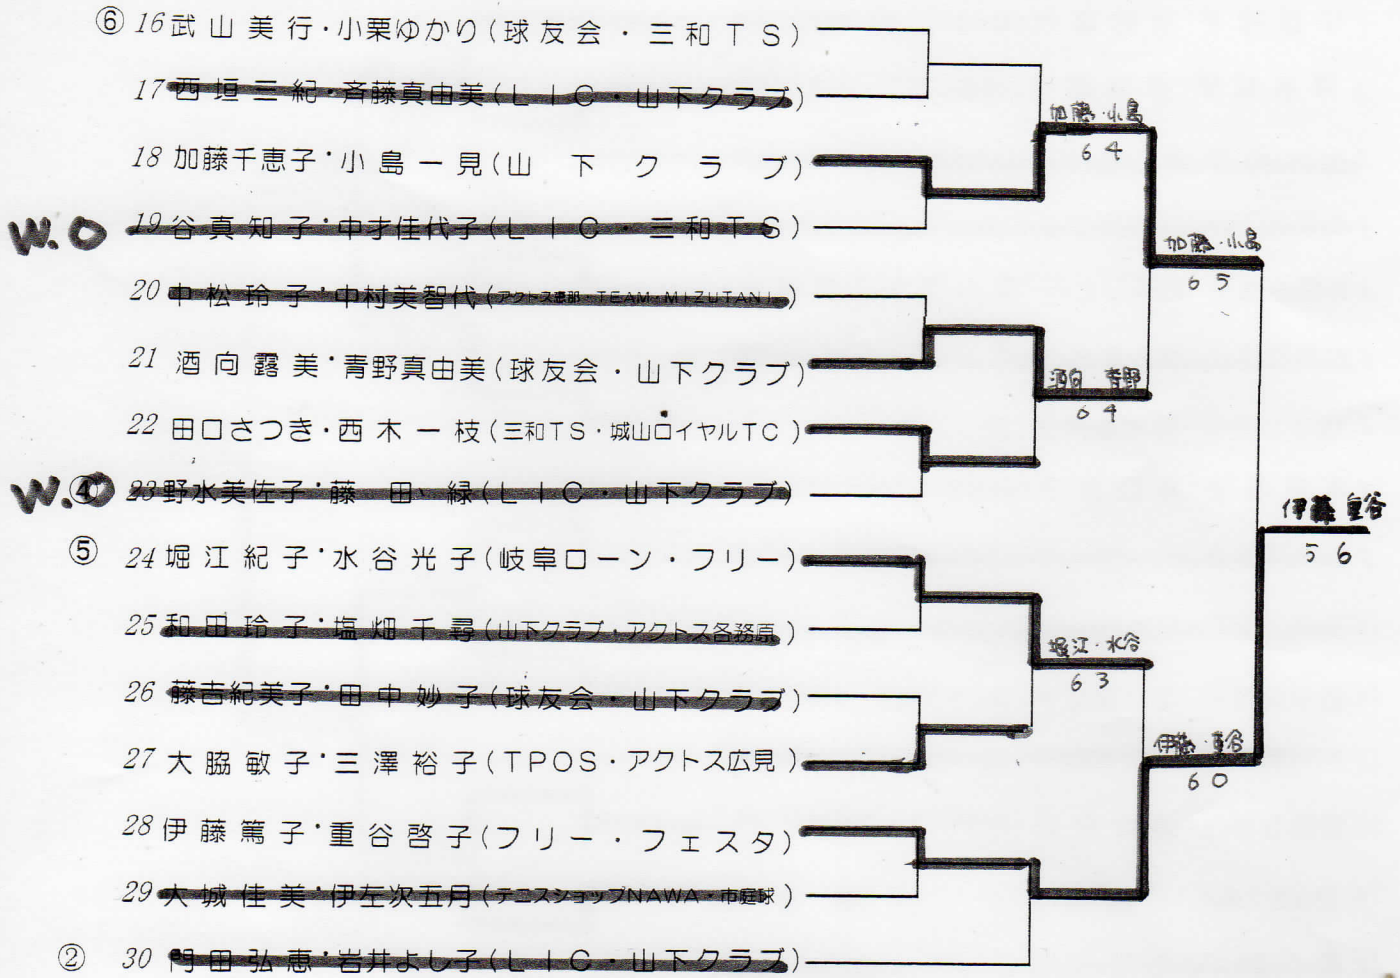 ⑥ 16 武山美行・小栗ゆかり(球友会・三和TS)
17 西垣三紀・斉藤真由美(LIC・山下クラブ)
加藤・小島
6 4
18 加藤千恵子・小島一見(山下クラブ)
W.O 19 谷真知子・中才佳代子(LIC・三和TS)
加藤・小島
6 5
20 中松玲子・中村美智代(アクトス恵那・TEAM・MIZUTANI)
21 酒向露美・青野真由美(球友会・山下クラブ)
酒向・青野
6 4
22 田口さつき・西木一枝(三和TS・城山ロイヤルTC)
W.O ④ 23 野水美佐子・藤田緑(LIC・山下クラブ)
伊藤 重谷
5 6
⑤ 24 堀江紀子・水谷光子(岐阜ローン・フリー)
25 和田玲子・塩畑千尋(山下クラブ・アクトス各務原)
堀江・水谷
6 3
26 藤吉紀美子・田中妙子(球友会・山下クラブ)
27 大脇敏子・三澤裕子(TPOS・アクトス広見)
伊藤・重谷
6 0
28 伊藤篤子・重谷啓子(フリー・フェスタ)
29 大城佳美・伊左次五月(テニスショップNAWA・市庭球)
② 30 門田弘恵・岩井よし子(LIC・山下クラブ)